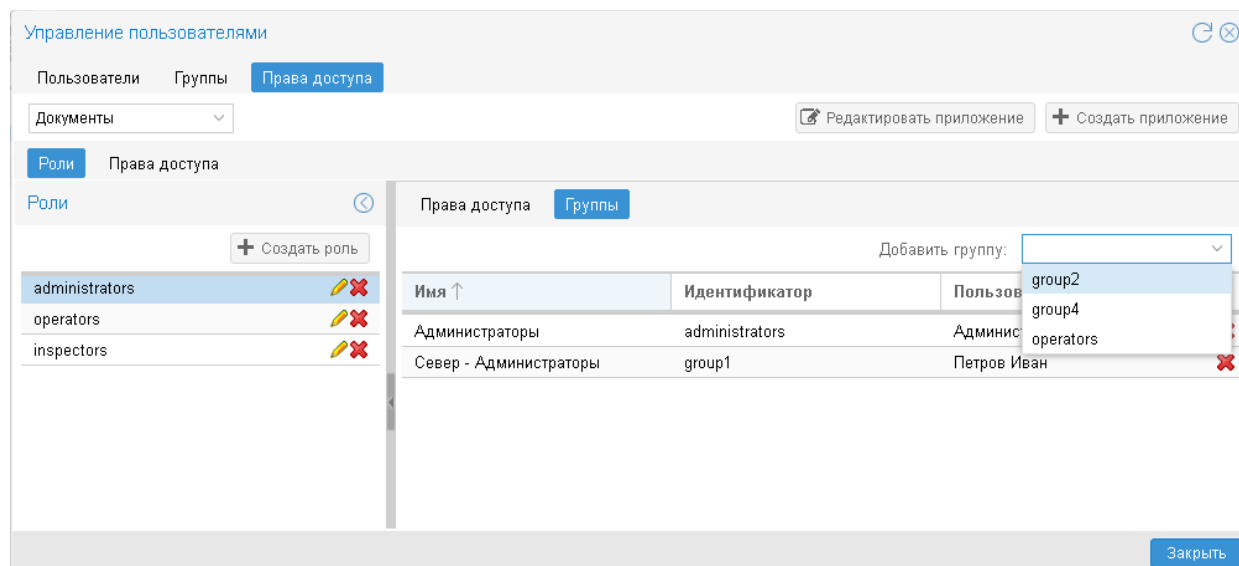 Управление пользователями
Пользователи Группы Права доступа
Документы Редактировать приложение Создать приложение
Роли Права доступа
Роли Права доступа Группы
Создать роль Добавить группу:
administrators
operators
inspectors
Имя Идентификатор
Администраторы administrators
Север - Администраторы group1 Петров Иван
group2
group4
operators
Закрыть